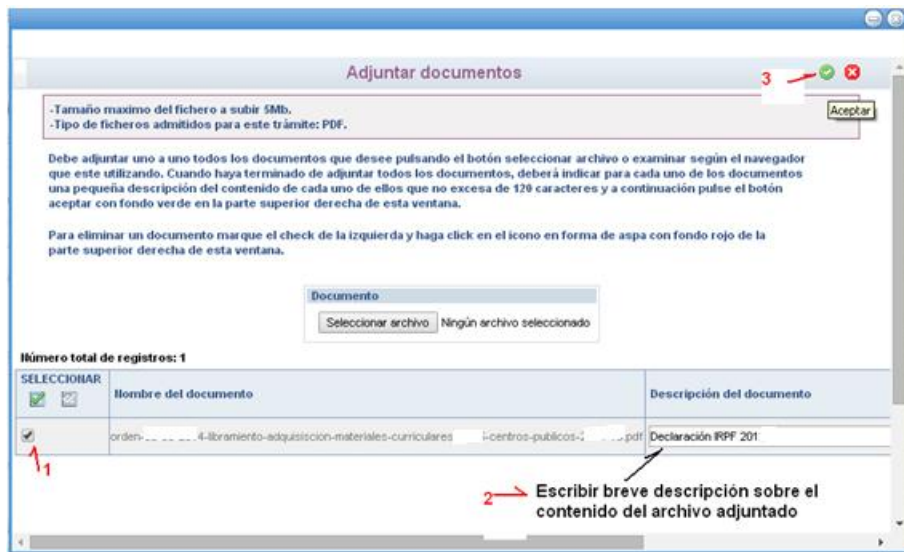 Adjuntar documentos
3
Aceptar
-Tamaño maximo del fichero a subir 5Mb.
-Tipo de ficheros admitidos para este trámite: PDF.
Debe adjuntar uno a uno todos los documentos que desee pulsando el botón seleccionar archivo o examinar según el navegador
que este utilizando. Cuando haya terminado de adjuntar todos los documentos, deberá indicar para cada uno de los documentos
una pequeña descripción del contenido de cada uno de ellos que no excesa de 120 caracteres y a continuación pulse el botón
aceptar con fondo verde en la parte superior derecha de esta ventana.
Para eliminar un documento marque el check de la izquierda y haga click en el icono en forma de aspa con fondo rojo de la
parte superior derecha de esta ventana.
Documento
Seleccionar archivo Ningún archivo seleccionado
Número total de registros: 1
SELECCIONAR
Nombre del documento
Descripción del documento
orden- 4-libramiento-adquisiscion-materiales-curriculares -centros-publicos- .pdf
Declaración IRPF 201
1
2
Escribir breve descripción sobre el
contenido del archivo adjuntado